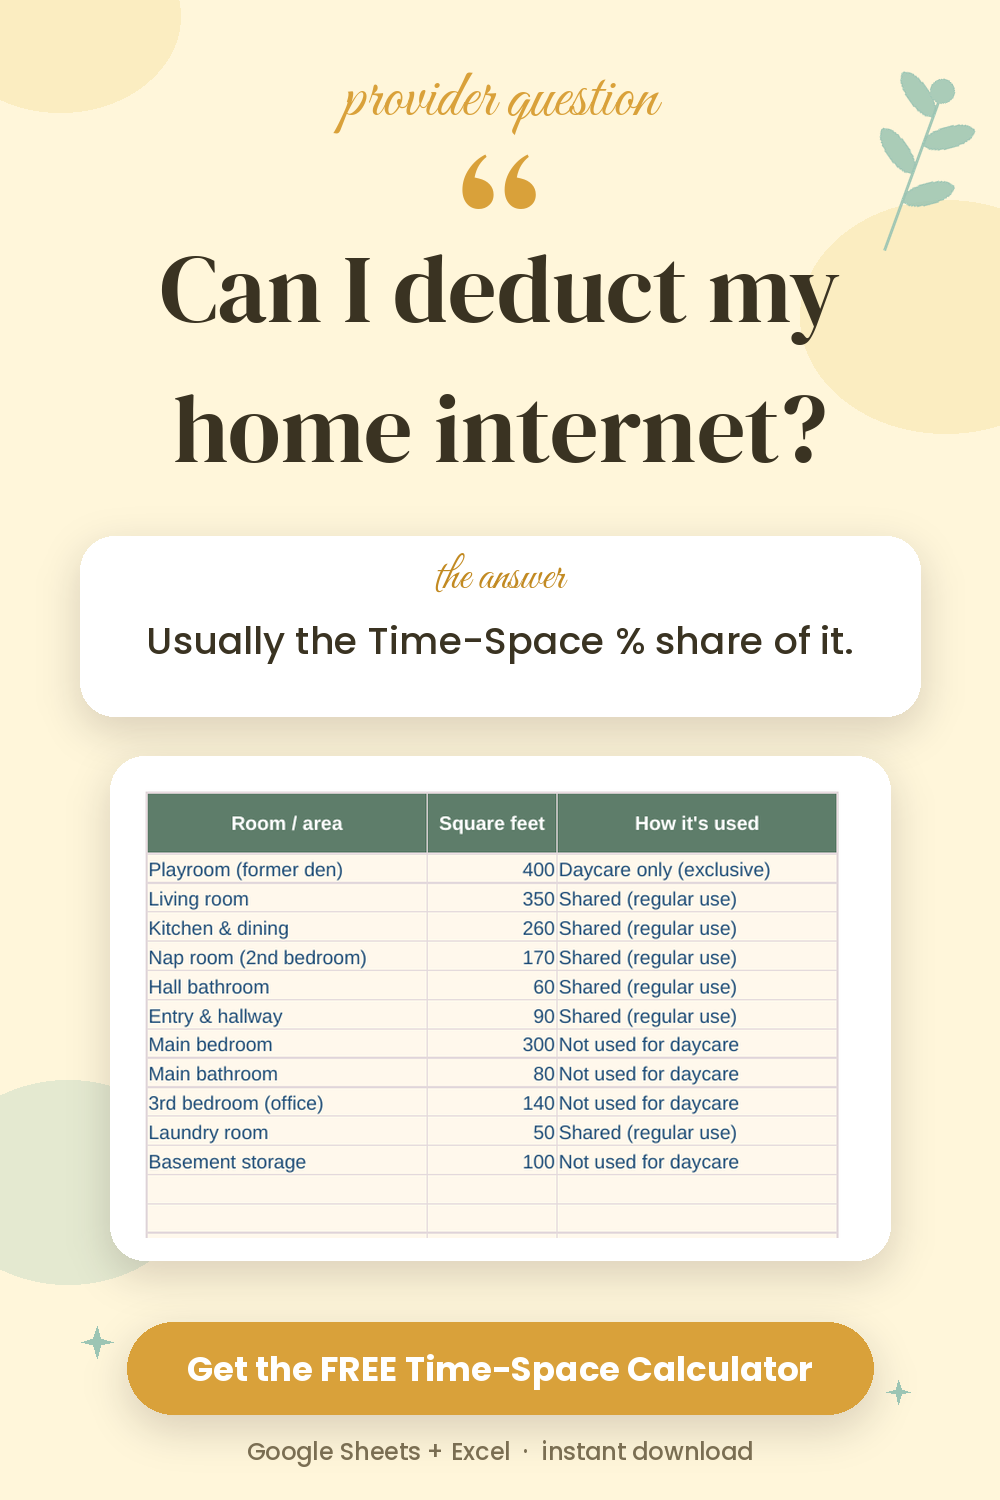 provider question
“
Can I deduct my
home internet?
the answer
Usually the Time-Space % share of it.
Room / area Square feet How it's used
Playroom (former den) 400 Daycare only (exclusive)
Living room 350 Shared (regular use)
Kitchen & dining 260 Shared (regular use)
Nap room (2nd bedroom) 170 Shared (regular use)
Hall bathroom 60 Shared (regular use)
Entry & hallway 90 Shared (regular use)
Main bedroom 300 Not used for daycare
Main bathroom 80 Not used for daycare
3rd bedroom (office) 140 Not used for daycare
Laundry room 50 Shared (regular use)
Basement storage 100 Not used for daycare
Get the FREE Time-Space Calculator
Google Sheets + Excel · instant download